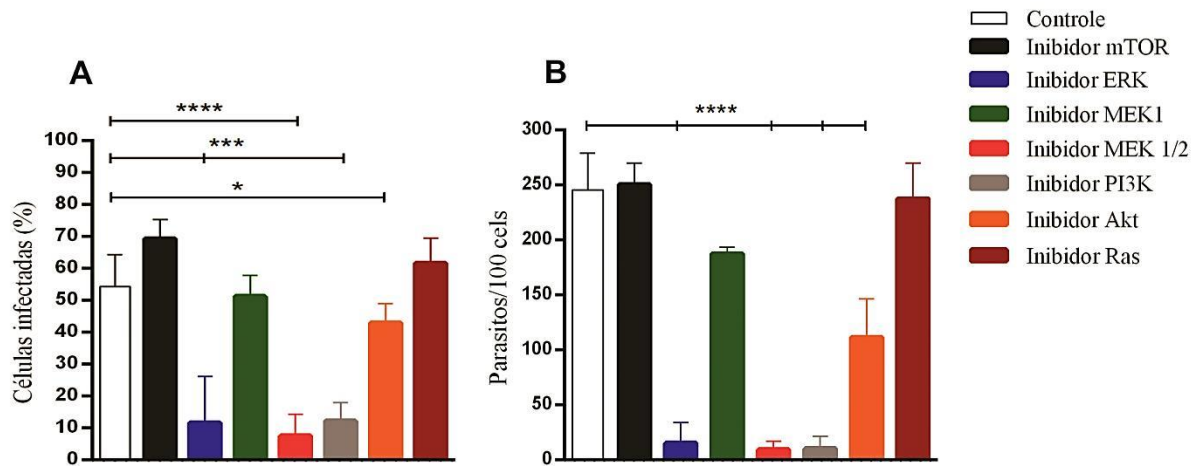 A
****
***
*
100
90
80
70
60
50
40
30
20
10
0
Células infectadas (%)
B
****
300
250
200
150
100
50
0
Parasitos/100 cels
Controle
Inibidor mTOR
Inibidor ERK
Inibidor MEK1
Inibidor MEK 1/2
Inibidor PI3K
Inibidor Akt
Inibidor Ras